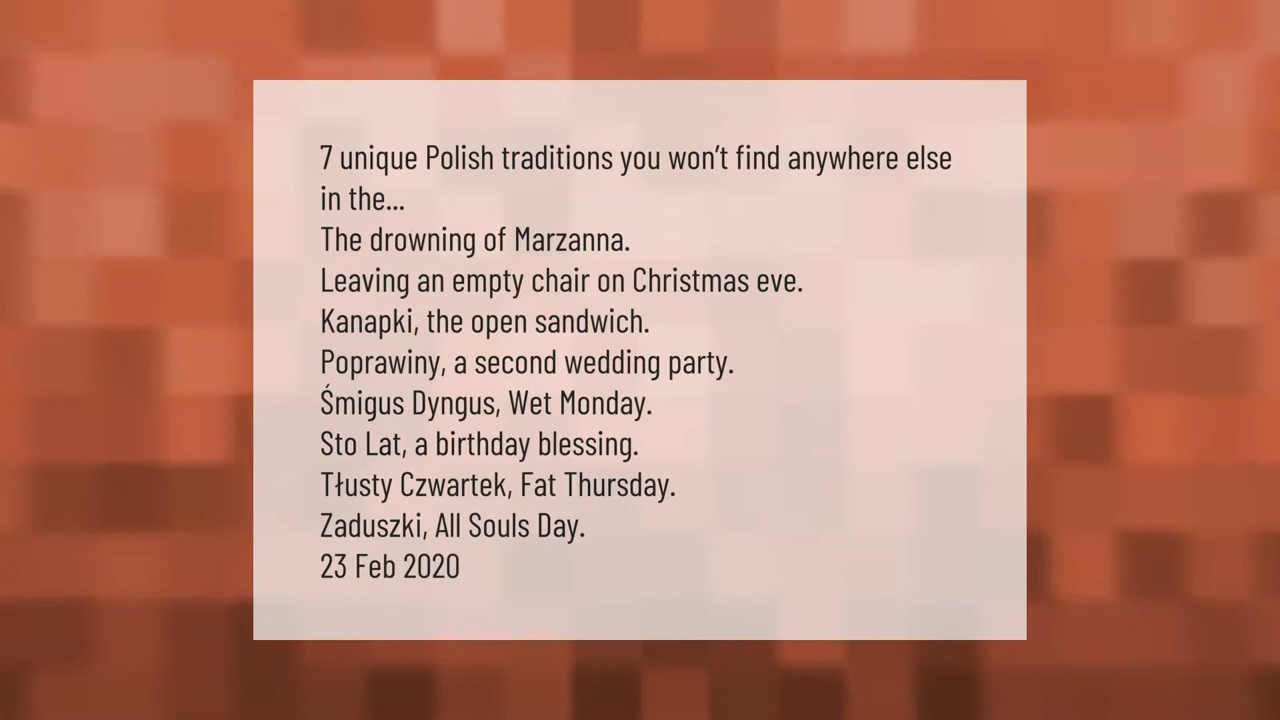 7 unique Polish traditions you won’t find anywhere else
in the...
The drowning of Marzanna.
Leaving an empty chair on Christmas eve.
Kanapki, the open sandwich.
Poprawiny, a second wedding party.
Śmigus Dyngus, Wet Monday.
Sto Lat, a birthday blessing.
Tłusty Czwartek, Fat Thursday.
Zaduszki, All Souls Day.
23 Feb 2020